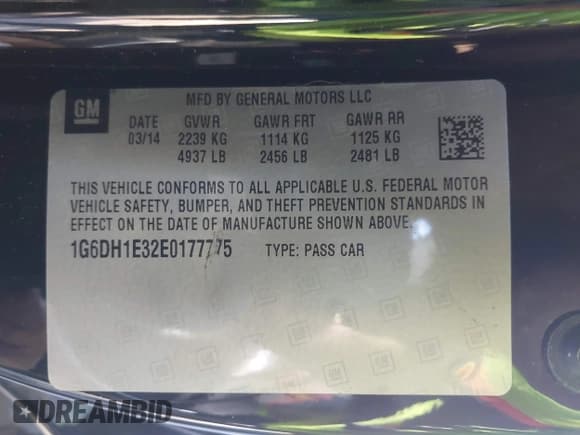 GM
MFD BY GENERAL MOTORS LLC
DATE GVWR GAWR FRT GAWR RR
03/14 2239 KG 1114 KG 1125 KG
4937 LB 2456 LB 2481 LB
THIS VEHICLE CONFORMS TO ALL APPLICABLE U.S. FEDERAL MOTOR
VEHICLE SAFETY, BUMPER, AND THEFT PREVENTION STANDARDS IN
EFFECT ON THE DATE OF MANUFACTURE SHOWN ABOVE.
1G6DH1E32E0177775 TYPE: PASS CAR
DREAMBID